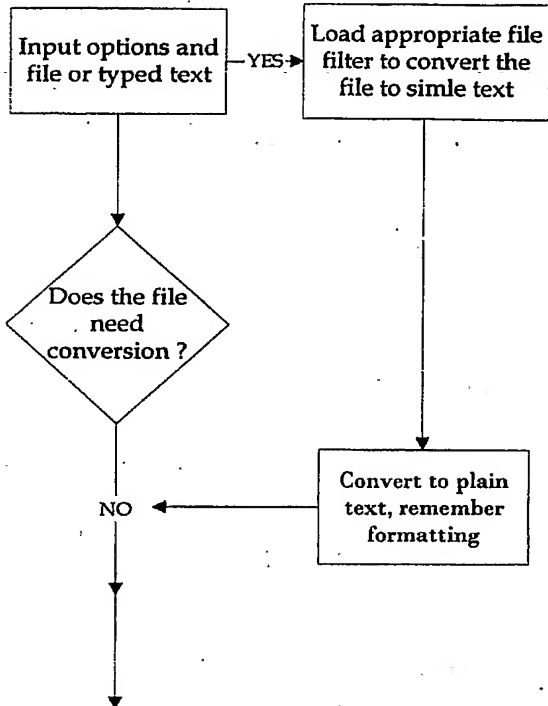 Input options and
file or typed text
YES
Load appropriate file
filter to convert the
file to simle text
Does the file
need
conversion ?
NO
Convert to plain
text, remember
formatting